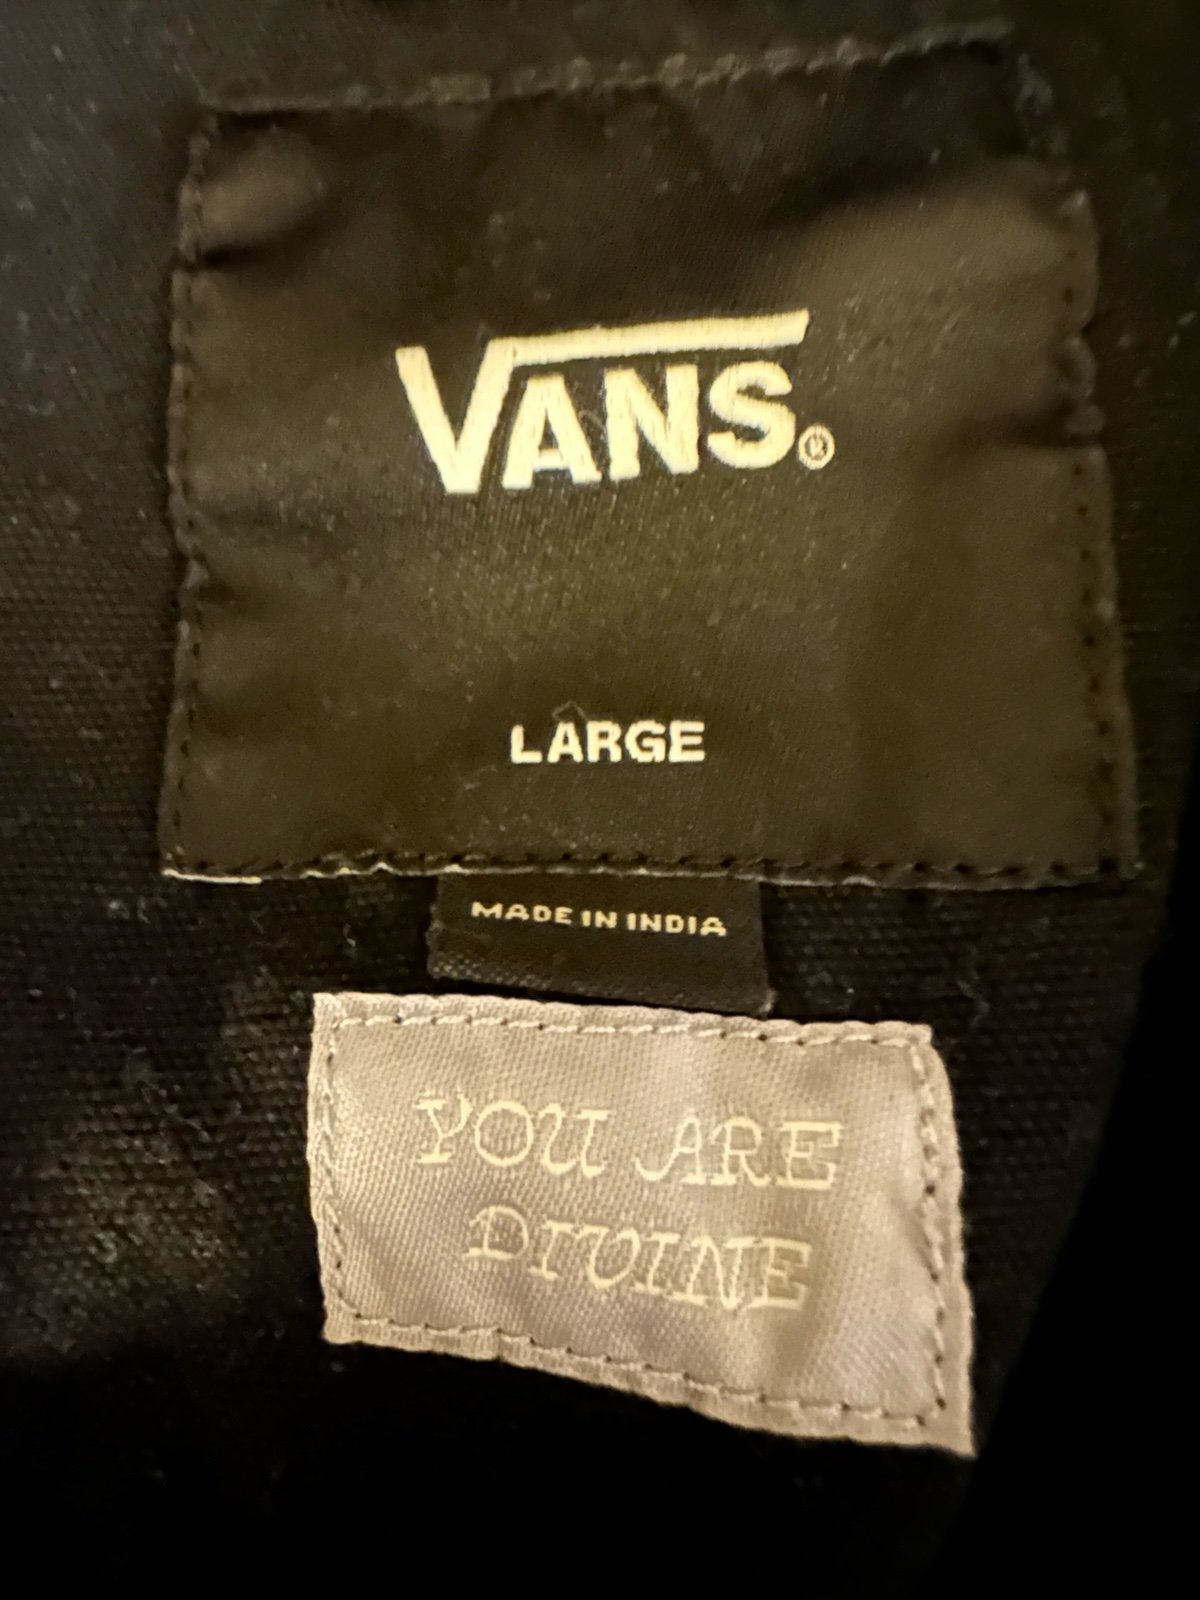 VANS®
LARGE
MADE IN INDIA
YOU ARE
DIVINE